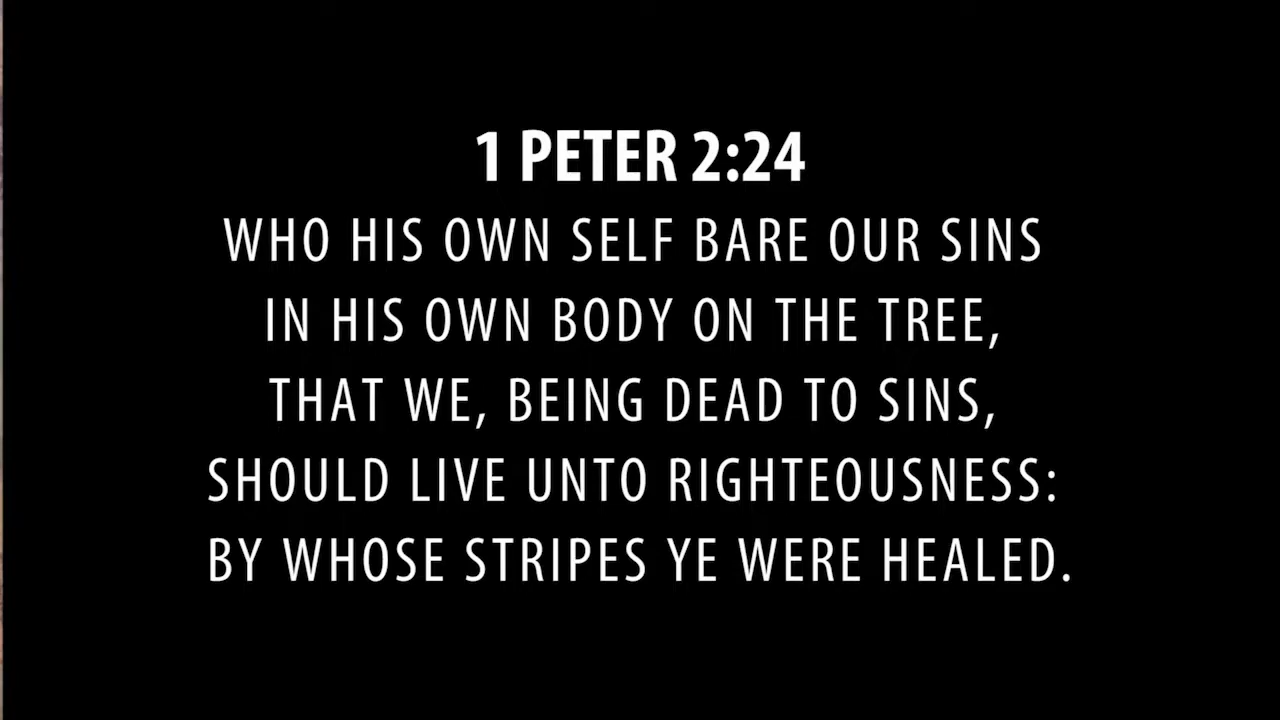 1 PETER 2:24
WHO HIS OWN SELF BARE OUR SINS
IN HIS OWN BODY ON THE TREE,
THAT WE, BEING DEAD TO SINS,
SHOULD LIVE UNTO RIGHTEOUSNESS:
BY WHOSE STRIPES YE WERE HEALED.